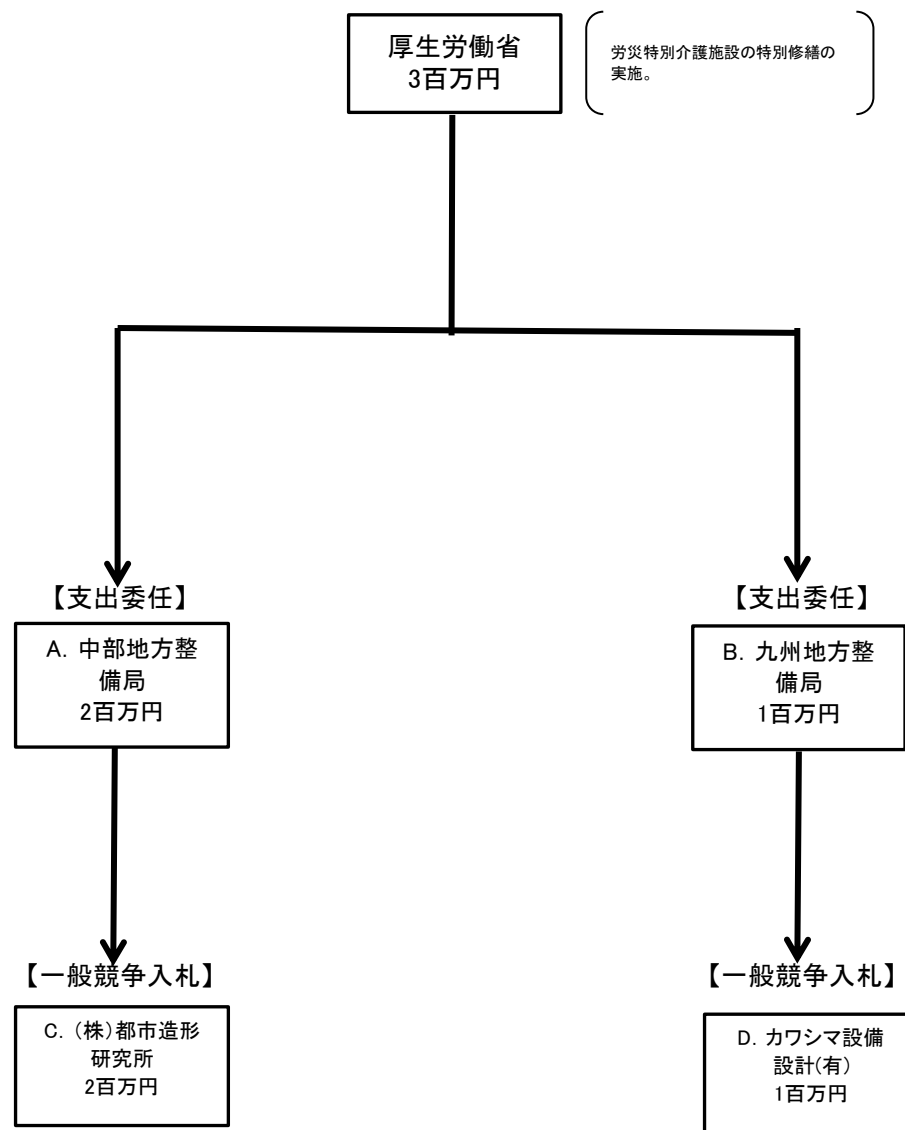 厚生労働省
3百万円
労災特別介護施設の特別修繕の
実施。
【支出委任】
A. 中部地方整
備局
2百万円
【支出委任】
B. 九州地方整
備局
1百万円
【一般競争入札】
C. (株)都市造形
研究所
2百万円
【一般競争入札】
D. カワシマ設備
設計(有)
1百万円